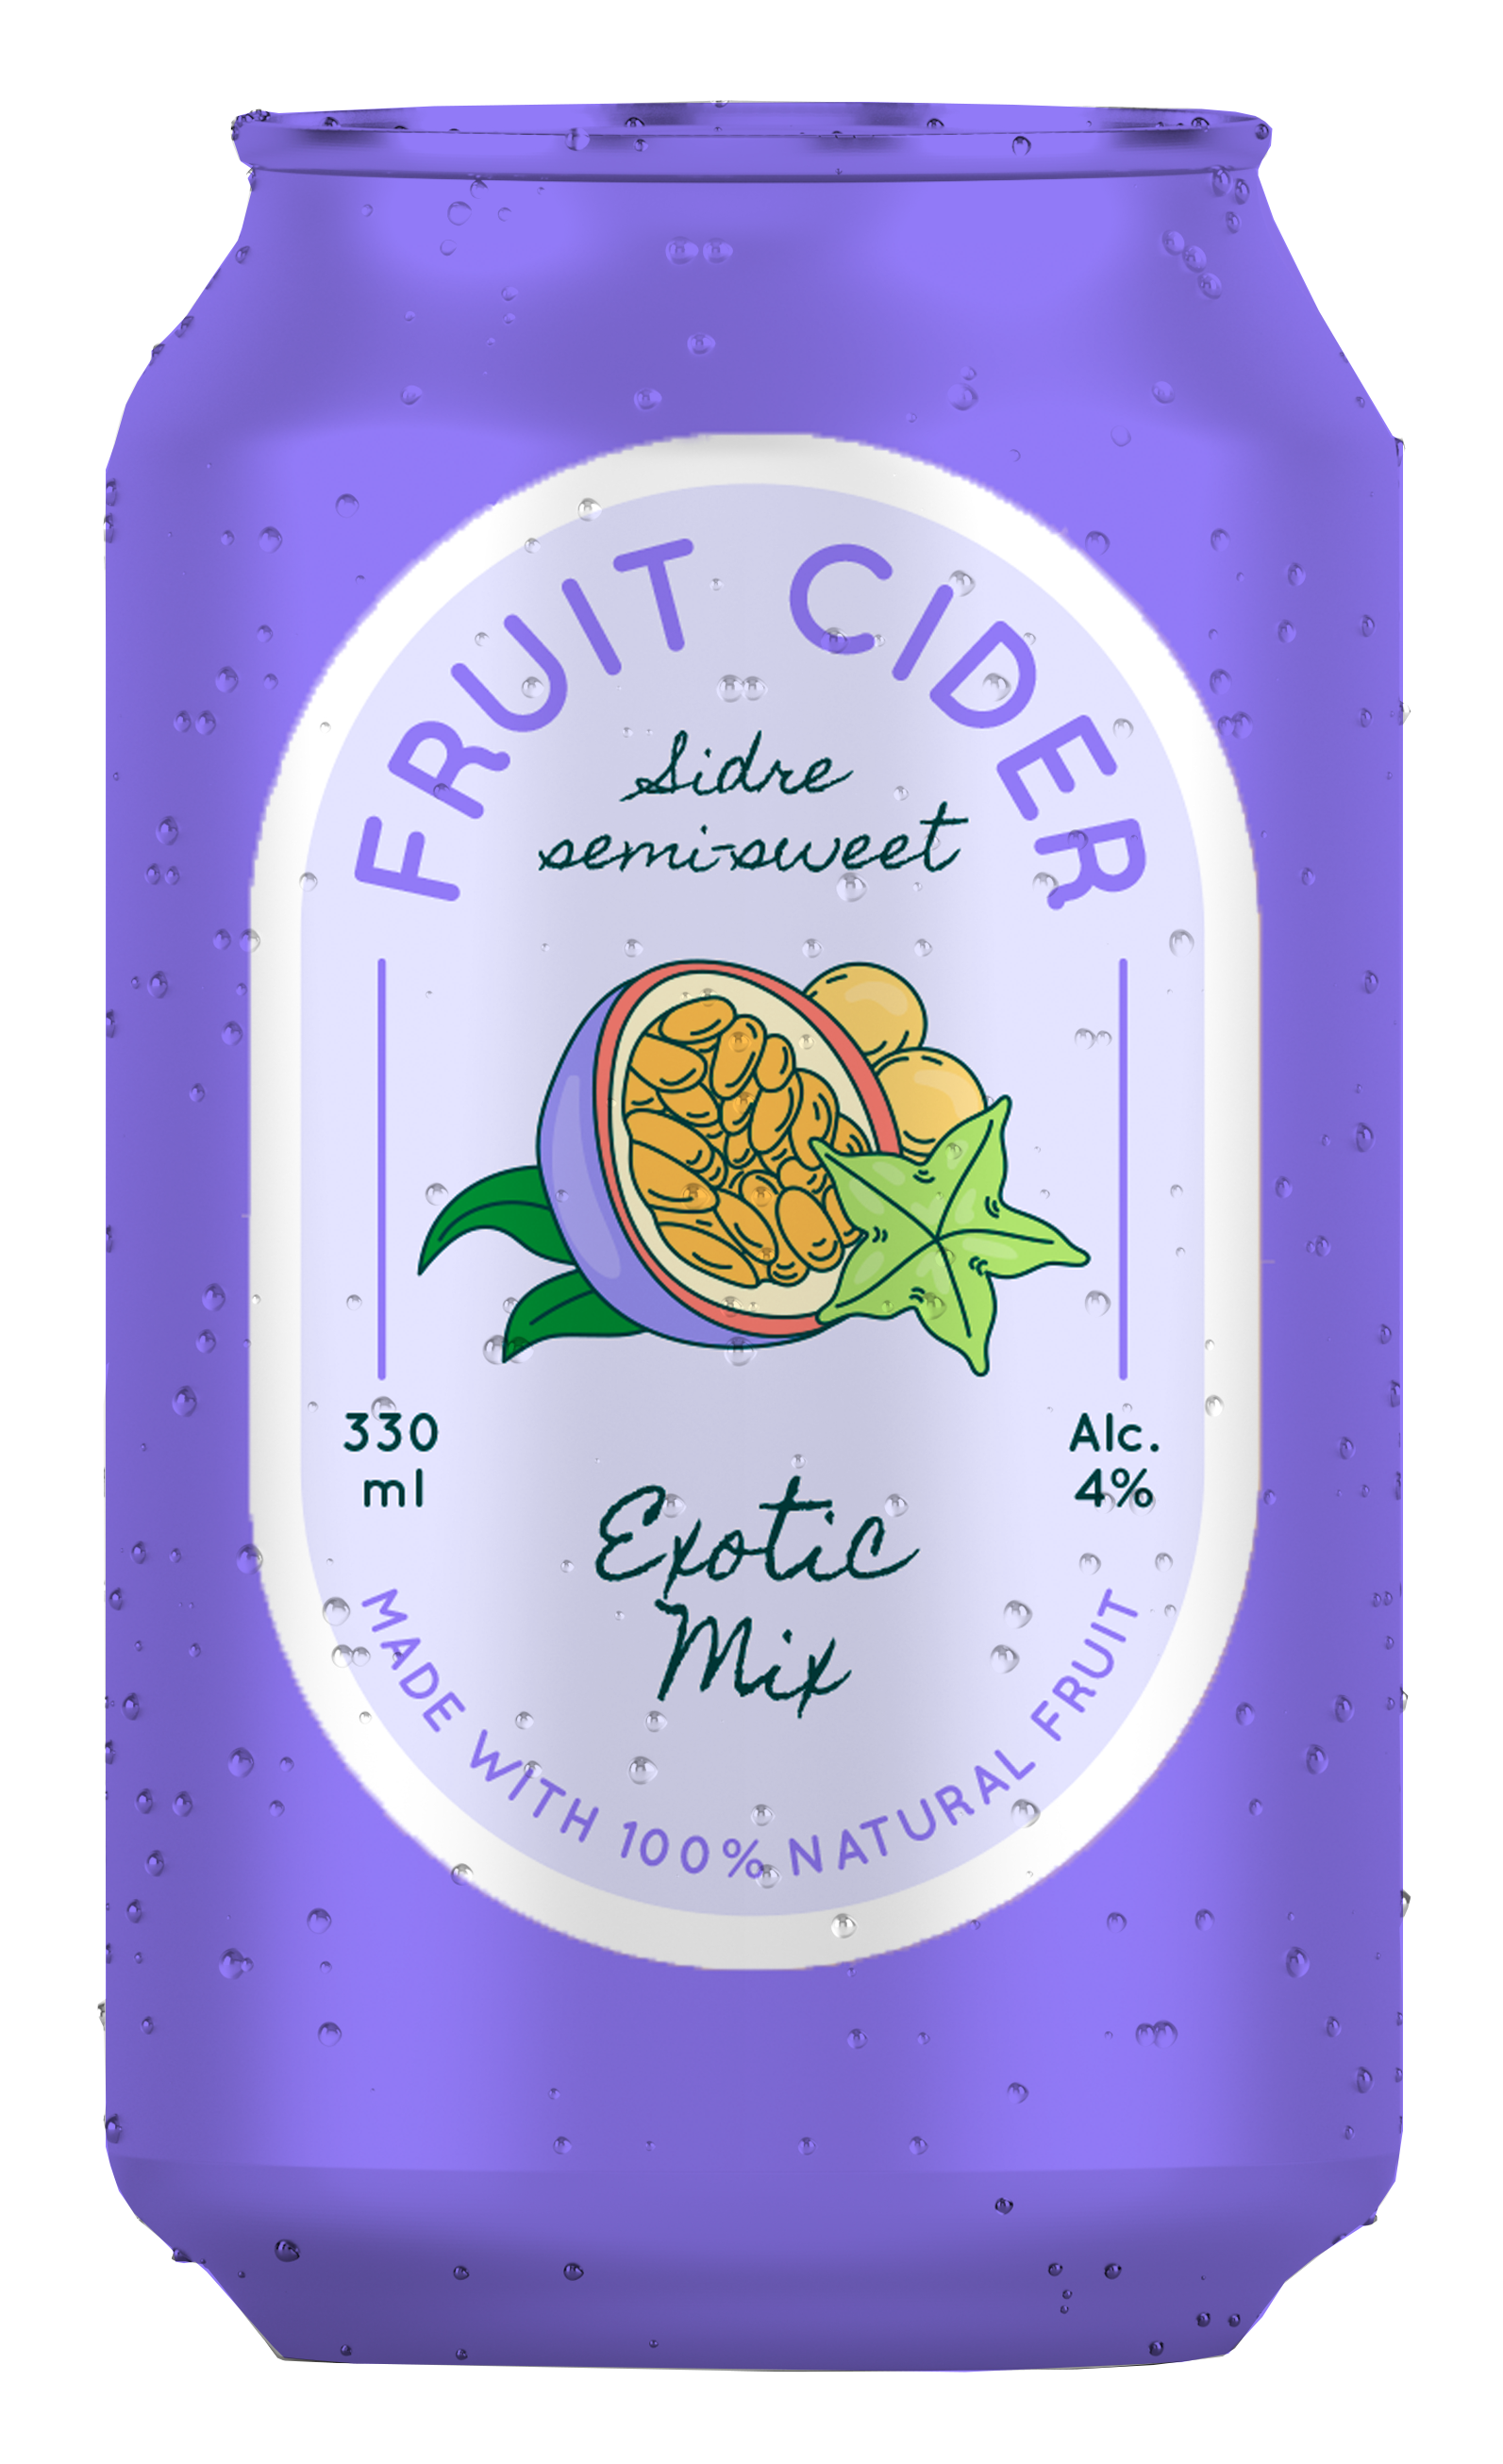 FRUIT CIDER
Sidre
semi-sweet
330
ml
Alc.
4%
Exotic
Mix
MADE WITH 100% NATURAL FRUIT